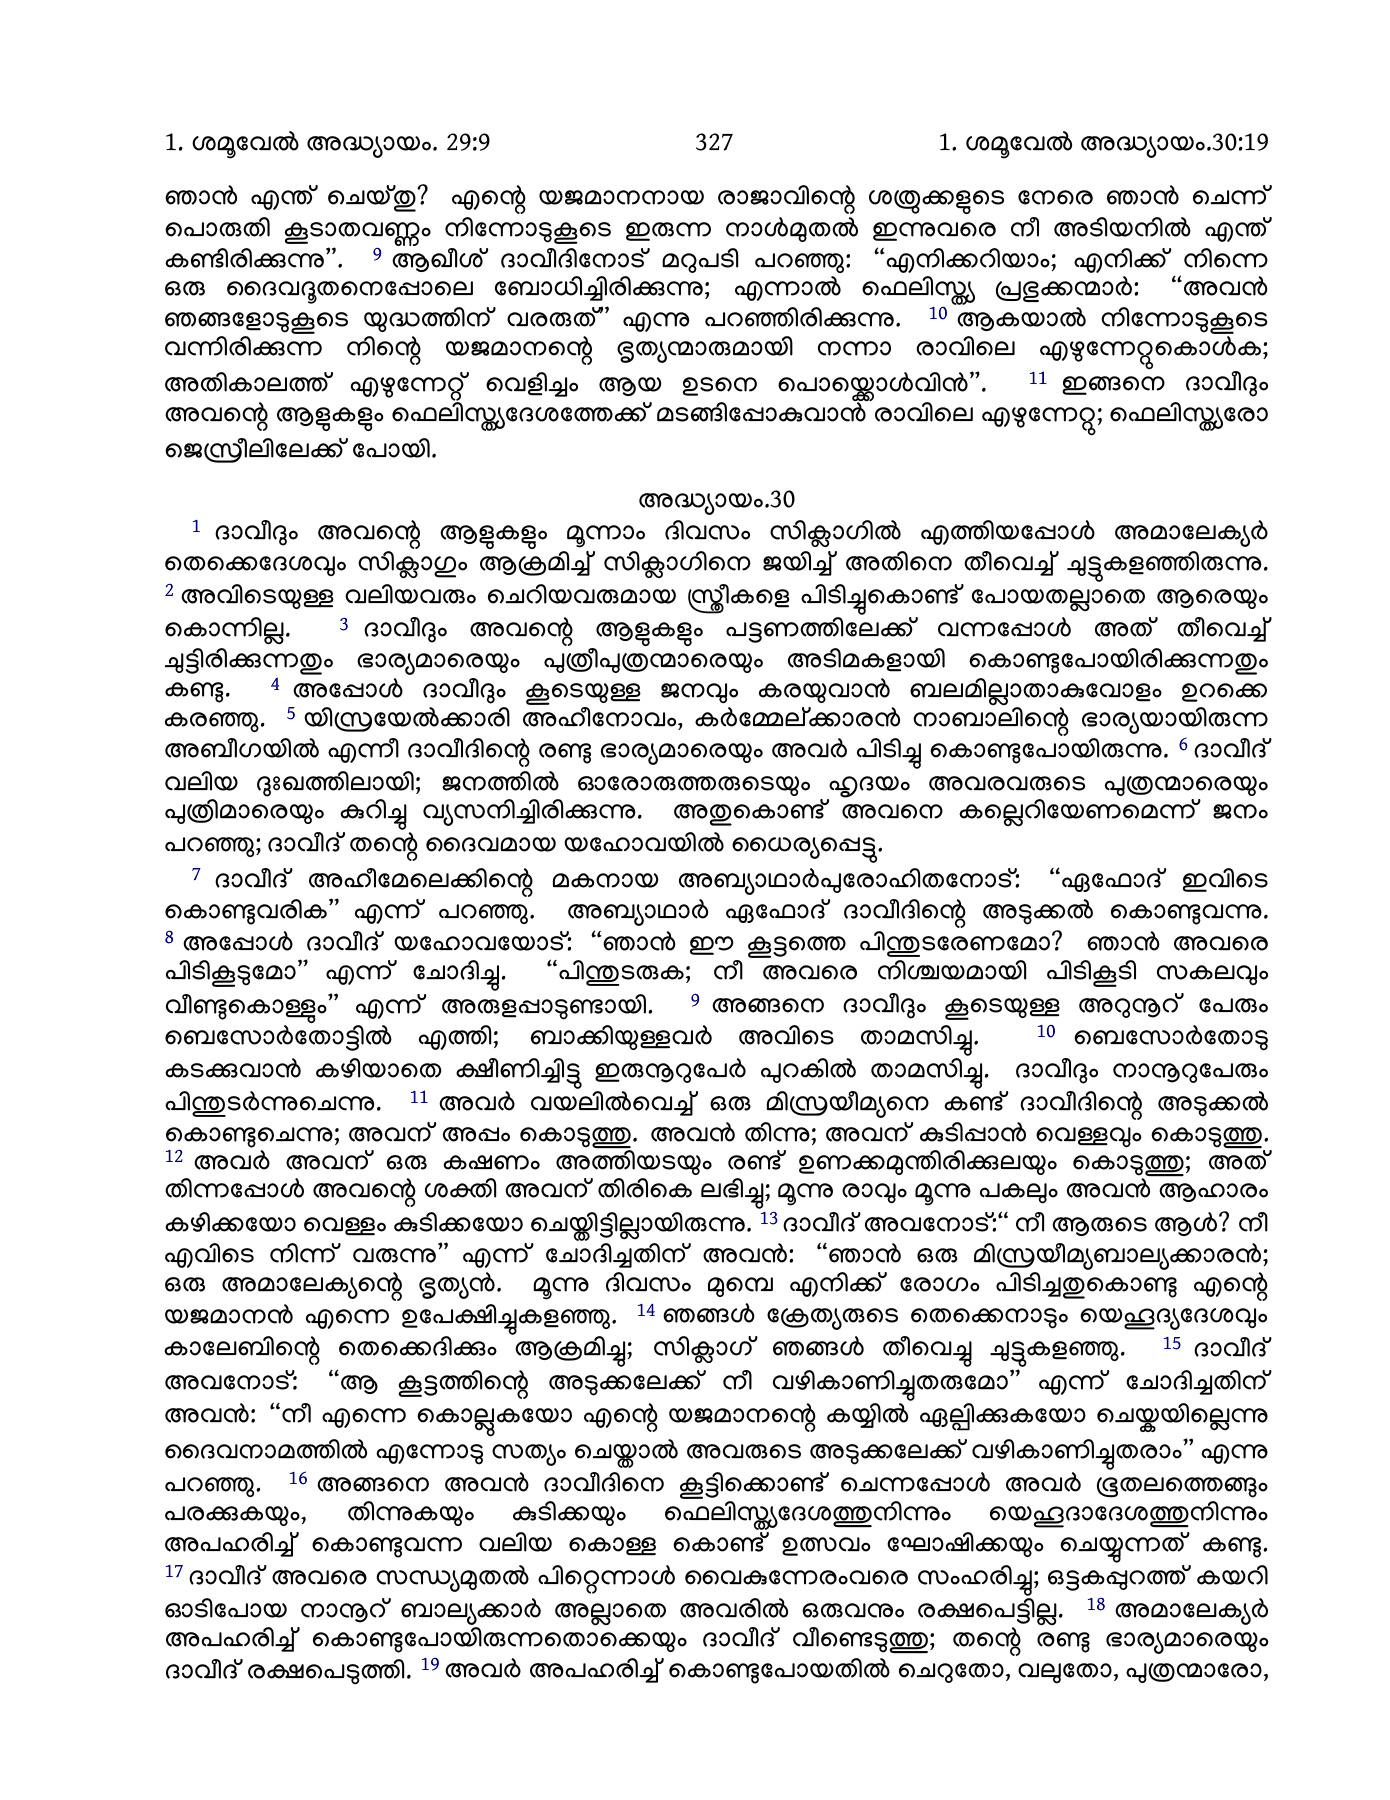 1. ശമൂവേൽ അദ്ധ്യായം. 29:9 327 1. ശമൂവേൽ അദ്ധ്യായം.30:19
ഞാൻ എന്ത് ചെയ്തു? എന്റെ യജമാനനായ രാജാവിന്റെ ശത്രുക്കളുടെ നേരെ ഞാൻ ചെന്ന്
പൊരുതി കൂടാതവണ്ണം നിന്നോടുകൂടെ ഇരുന്ന നാൾമുതൽ ഇന്നുവരെ നീ അടിയനിൽ എന്ത്
കണ്ടിരിക്കുന്നു”. 9 ആഖീശ് ദാവീദിനോട് മറുപടി പറഞ്ഞു: “എനിക്കറിയാം; എനിക്ക് നിന്നെ
ഒരു ദൈവദൂതനെപ്പോലെ ബോധിച്ചിരിക്കുന്നു; എന്നാൽ ഫെലിസ്ത്യ പ്രഭുക്കന്മാർ: “അവൻ
ഞങ്ങളോടുകൂടെ യുദ്ധത്തിന് വരരുത്” എന്നു പറഞ്ഞിരിക്കുന്നു. 10 ആകയാൽ നിന്നോടുകൂടെ
വന്നിരിക്കുന്ന നിന്റെ യജമാനന്റെ ഭൃത്യന്മാരുമായി നന്നാ രാവിലെ എഴുന്നേറ്റുകൊൾക;
അതികാലത്ത് എഴുന്നേറ്റ് വെളിച്ചം ആയ ഉടനെ പൊയ്ക്കൊൾവിൻ”. 11 ഇങ്ങനെ ദാവീദും
അവന്റെ ആളുകളും ഫെലിസ്ത്യദേശത്തേക്ക് മടങ്ങിപ്പോകുവാൻ രാവിലെ എഴുന്നേറ്റു; ഫെലിസ്ത്യരോ
ജെസ്രീലിലേക്ക് പോയി.
അദ്ധ്യായം.30
1 ദാവീദും അവന്റെ ആളുകളും മൂന്നാം ദിവസം സിക്ലാഗിൽ എത്തിയപ്പോൾ അമാലേക്യർ
തെക്കെദേശവും സിക്ലാഗും ആക്രമിച്ച് സിക്ലാഗിനെ ജയിച്ച് അതിനെ തീവെച്ച് ചുട്ടുകളഞ്ഞിരുന്നു.
2 അവിടെയുള്ള വലിയവരും ചെറിയവരുമായ സ്ത്രീകളെ പിടിച്ചുകൊണ്ട് പോയതല്ലാതെ ആരെയും
കൊന്നില്ല. 3 ദാവീദും അവന്റെ ആളുകളും പട്ടണത്തിലേക്ക് വന്നപ്പോൾ അത് തീവെച്ച്
ചുട്ടിരിക്കുന്നതും ഭാര്യമാരെയും പുത്രീപുത്രന്മാരെയും അടിമകളായി കൊണ്ടുപോയിരിക്കുന്നതും
കണ്ടു. 4 അപ്പോൾ ദാവീദും കൂടെയുള്ള ജനവും കരയുവാൻ ബലമില്ലാതാകുവോളം ഉറക്കെ
കരഞ്ഞു. 5 യിസ്രയേൽക്കാരി അഹീനോവം, കർമ്മേല്ക്കാരൻ നാബാലിന്റെ ഭാര്യയായിരുന്ന
അബീഗയിൽ എന്നീ ദാവീദിന്റെ രണ്ടു ഭാര്യമാരെയും അവർ പിടിച്ചു കൊണ്ടുപോയിരുന്നു. 6 ദാവീദ്
വലിയ ദുഃഖത്തിലായി; ജനത്തിൽ ഓരോരുത്തരുടെയും ഹൃദയം അവരവരുടെ പുത്രന്മാരെയും
പുത്രിമാരെയും കുറിച്ചു വ്യസനിച്ചിരിക്കുന്നു. അതുകൊണ്ട് അവനെ കല്ലെറിയേണമെന്ന് ജനം
പറഞ്ഞു; ദാവീദ് തന്റെ ദൈവമായ യഹോവയിൽ ധൈര്യപ്പെട്ടു.
7 ദാവീദ് അഹീമേലെക്കിന്റെ മകനായ അബ്യാഥാർപുരോഹിതനോട്: “ഏഫോദ് ഇവിടെ
കൊണ്ടുവരിക” എന്ന് പറഞ്ഞു. അബ്യാഥാർ ഏഫോദ് ദാവീദിന്റെ അടുക്കൽ കൊണ്ടുവന്നു.
8 അപ്പോൾ ദാവീദ് യഹോവയോട്: “ഞാൻ ഈ കൂട്ടത്തെ പിന്തുടരേണമോ? ഞാൻ അവരെ
പിടികൂടുമോ” എന്ന് ചോദിച്ചു. “പിന്തുടരുക; നീ അവരെ നിശ്ചയമായി പിടികൂടി സകലവും
വീണ്ടുകൊള്ളും” എന്ന് അരുളപ്പാടുണ്ടായി. 9 അങ്ങനെ ദാവീദും കൂടെയുള്ള അറുനൂറ് പേരും
ബെസോർതോട്ടിൽ എത്തി; ബാക്കിയുള്ളവർ അവിടെ താമസിച്ചു. 10 ബെസോർതോടു
കടക്കുവാൻ കഴിയാതെ ക്ഷീണിച്ചിട്ടു ഇരുനൂറുപേർ പുറകിൽ താമസിച്ചു. ദാവീദും നാനൂറുപേരും
പിന്തുടർന്നുചെന്നു. 11 അവർ വയലിൽവെച്ച് ഒരു മിസ്രയീമ്യനെ കണ്ട് ദാവീദിന്റെ അടുക്കൽ
കൊണ്ടുചെന്നു; അവന് അപ്പം കൊടുത്തു. അവൻ തിന്നു; അവന് കുടിപ്പാൻ വെള്ളവും കൊടുത്തു.
12 അവർ അവന് ഒരു കഷണം അത്തിയടയും രണ്ട് ഉണക്കമുന്തിരിക്കുലയും കൊടുത്തു; അത്
തിന്നപ്പോൾ അവന്റെ ശക്തി അവന് തിരികെ ലഭിച്ചു; മൂന്നു രാവും മൂന്നു പകലും അവൻ ആഹാരം
കഴിക്കയോ വെള്ളം കുടിക്കയോ ചെയ്തിട്ടില്ലായിരുന്നു. 13 ദാവീദ് അവനോട്:“ നീ ആരുടെ ആൾ? നീ
എവിടെ നിന്ന് വരുന്നു” എന്ന് ചോദിച്ചതിന് അവൻ: “ഞാൻ ഒരു മിസ്രയീമ്യബാല്യക്കാരൻ;
ഒരു അമാലേക്യന്റെ ഭൃത്യൻ. മൂന്നു ദിവസം മുമ്പെ എനിക്ക് രോഗം പിടിച്ചതുകൊണ്ടു എന്റെ
യജമാനൻ എന്നെ ഉപേക്ഷിച്ചുകളഞ്ഞു. 14 ഞങ്ങൾ ക്രേത്യരുടെ തെക്കെനാടും യെഹൂദ്യദേശവും
കാലേബിന്റെ തെക്കെദിക്കും ആക്രമിച്ചു; സിക്ലാഗ് ഞങ്ങൾ തീവെച്ചു ചുട്ടുകളഞ്ഞു. 15 ദാവീദ്
അവനോട്: “ആ കൂട്ടത്തിന്റെ അടുക്കലേക്ക് നീ വഴികാണിച്ചുതരുമോ” എന്ന് ചോദിച്ചതിന്
അവൻ: “നീ എന്നെ കൊല്ലുകയോ എന്റെ യജമാനന്റെ കയ്യിൽ ഏല്പിക്കുകയോ ചെയ്കയില്ലെന്നു
ദൈവനാമത്തിൽ എന്നോടു സത്യം ചെയ്താൽ അവരുടെ അടുക്കലേക്ക് വഴികാണിച്ചുതരാം” എന്നു
പറഞ്ഞു. 16 അങ്ങനെ അവൻ ദാവീദിനെ കൂട്ടിക്കൊണ്ട് ചെന്നപ്പോൾ അവർ ഭൂതലത്തെങ്ങും
പരക്കുകയും, തിന്നുകയും കുടിക്കയും ഫെലിസ്ത്യദേശത്തുനിന്നും യെഹൂദാദേശത്തുനിന്നും
അപഹരിച്ച് കൊണ്ടുവന്ന വലിയ കൊള്ള കൊണ്ട് ഉത്സവം ഘോഷിക്കയും ചെയ്യുന്നത് കണ്ടു.
17 ദാവീദ് അവരെ സന്ധ്യമുതൽ പിറ്റെന്നാൾ വൈകുന്നേരംവരെ സംഹരിച്ചു; ഒട്ടകപ്പുറത്ത് കയറി
ഓടിപോയ നാനൂറ് ബാല്യക്കാർ അല്ലാതെ അവരിൽ ഒരുവനും രക്ഷപെട്ടില്ല. 18 അമാലേക്യർ
അപഹരിച്ച് കൊണ്ടുപോയിരുന്നതൊക്കെയും ദാവീദ് വീണ്ടെടുത്തു; തന്റെ രണ്ടു ഭാര്യമാരെയും
ദാവീദ് രക്ഷപെടുത്തി. 19 അവർ അപഹരിച്ച് കൊണ്ടുപോയതിൽ ചെറുതോ, വലുതോ, പുത്രന്മാരോ,